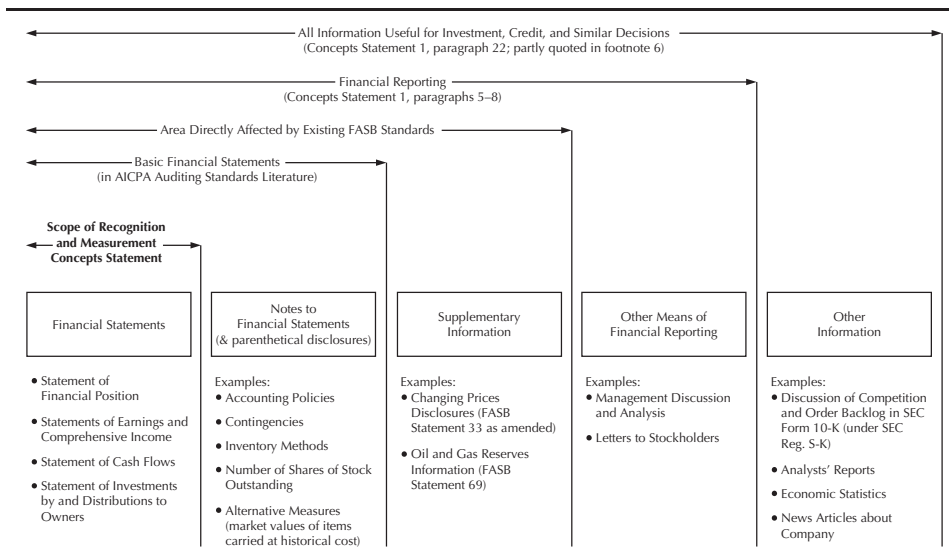 All Information Useful for Investment, Credit, and Similar Decisions
(Concepts Statement 1, paragraph 22; partly quoted in footnote 6)
Financial Reporting
(Concepts Statement 1, paragraphs 5–8)
Area Directly Affected by Existing FASB Standards
Basic Financial Statements
(in AICPA Auditing Standards Literature)
Scope of Recognition
and Measurement
Concepts Statement
Financial Statements
• Statement of
Financial Position
• Statements of Earnings and
Comprehensive Income
• Statement of Cash Flows
• Statement of Investments
by and Distributions to
Owners
Notes to
Financial Statements
(& parenthetical disclosures)
Examples:
• Accounting Policies
• Contingencies
• Inventory Methods
• Number of Shares of Stock
Outstanding
• Alternative Measures
(market values of items
carried at historical cost)
Supplementary
Information
Examples:
• Changing Prices
Disclosures (FASB
Statement 33 as amended)
• Oil and Gas Reserves
Information (FASB
Statement 69)
Other Means of
Financial Reporting
Examples:
• Management Discussion
and Analysis
• Letters to Stockholders
Other
Information
Examples:
• Discussion of Competition
and Order Backlog in SEC
Form 10-K (under SEC
Reg. S-K)
• Analysts' Reports
• Economic Statistics
• News Articles about
Company